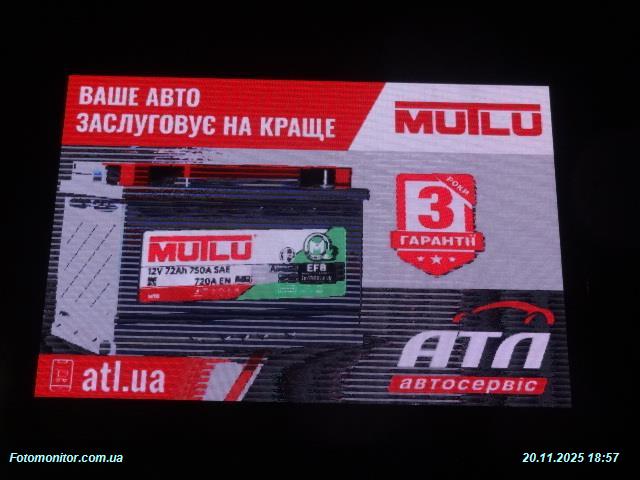 ВАШЕ АВТО
ЗАСЛУГОВУЄ НА КРАЩЕ
MUTLU
3
РОКИ
ГАРАНТІЇ
MUTLU
12V 72Ah 750A SAE
720A EN
EFB
АТЛ
автосервіс
atl.ua
Fotomonitor.com.ua
20.11.2025 18:57